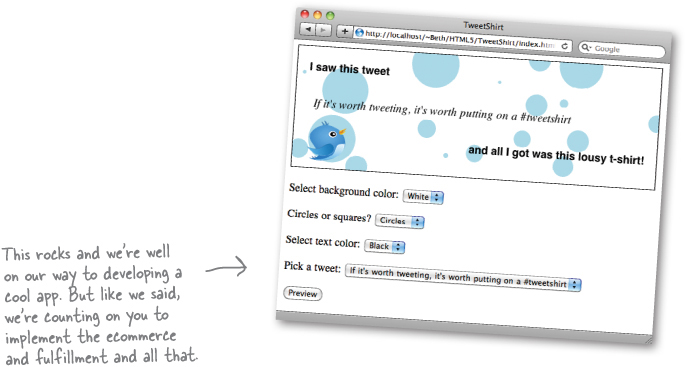 TweetShirt
http://localhost/~Beth/HTML5/TweetShirt/index.htm
Google
I saw this tweet
If it's worth tweeting, it's worth putting on a #tweetshirt
and all I got was this lousy t-shirt!
Select background color: White
Circles or squares? Circles
Select text color: Black
Pick a tweet: If it's worth tweeting, it's worth putting on a #tweetshirt
Preview
This rocks and we're well
on our way to developing a
cool app. But like we said,
we're counting on you to
implement the ecommerce
and fulfillment and all that.